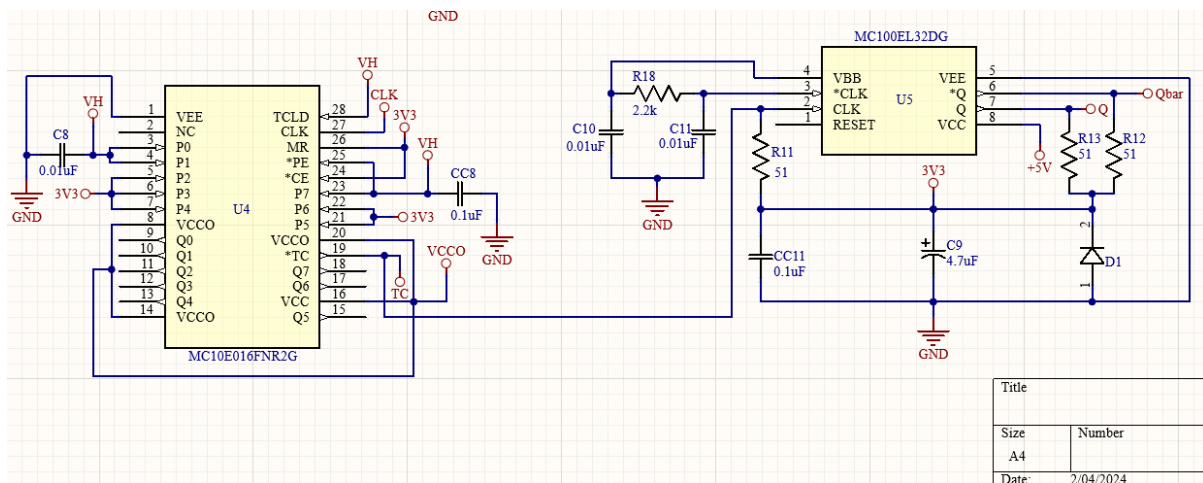 GND
VH
C8
0.01uF
GND
3V3
1 VEE
2 NC
3 P0
4 P1
5 P2
6 P3
7 P4
8 VCCO
9 Q0
10 Q1
11 Q2
12 Q3
13 Q4
14 VCCO
U4
TCLD 28
CLK 27
MR 26
*PE 25
*CE 24
P7 23
P6 22
P5 21
VCCO 20
*TC 19
Q7 18
Q6 17
VCC 16
Q5 15
MC10E016FNR2G
VH
CLK
3V3
VH
CC8
0.1uF
GND
3V3
VCCO
TC
R18
2.2k
C10
0.01uF
C11
0.01uF
GND
R11
51
MC100EL32DG
4 VBB
3 *CLK
2 CLK
1 RESET
U5
VEE 5
*Q 6
Q 7
VCC 8
Qbar
Q
+5V
R13
51
R12
51
3V3
CC11
0.1uF
C9
4.7uF
2
D1
1
GND
Title
Size Number
A4
Date: 2/04/2024